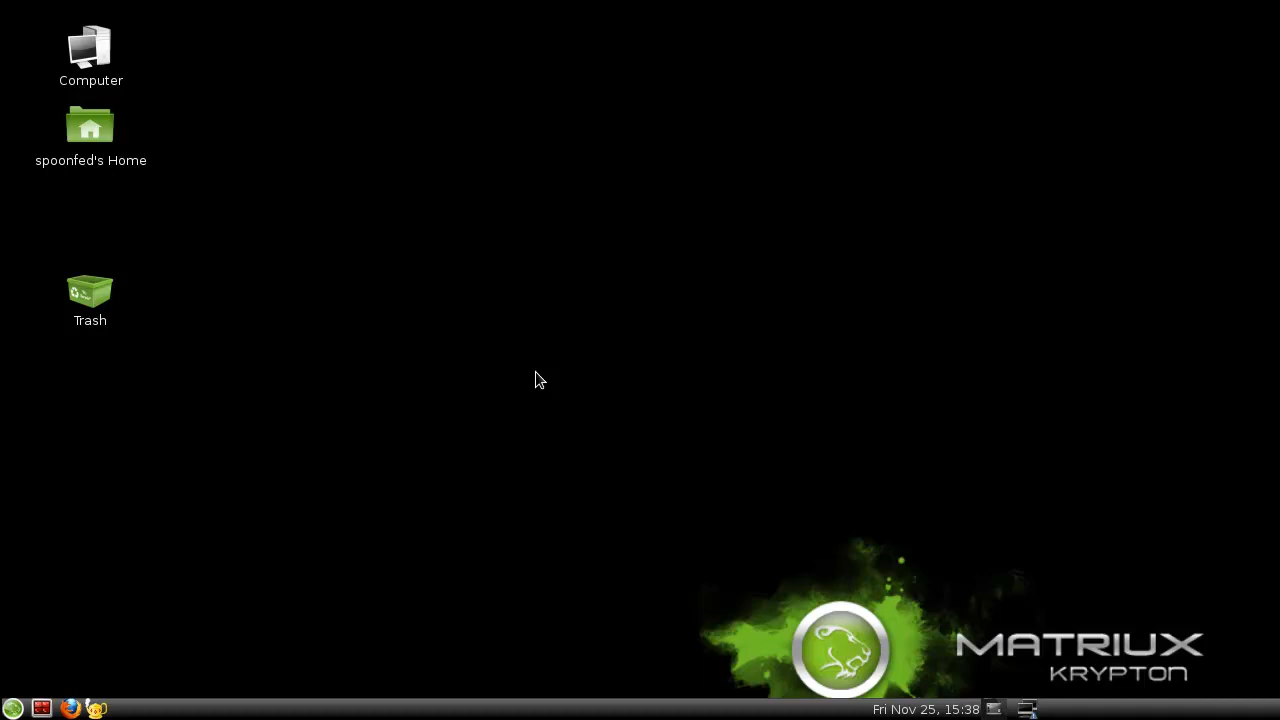 Computer
spoonfed's Home
Trash
MATRIUX
KRYPTON
Fri Nov 25, 15:38